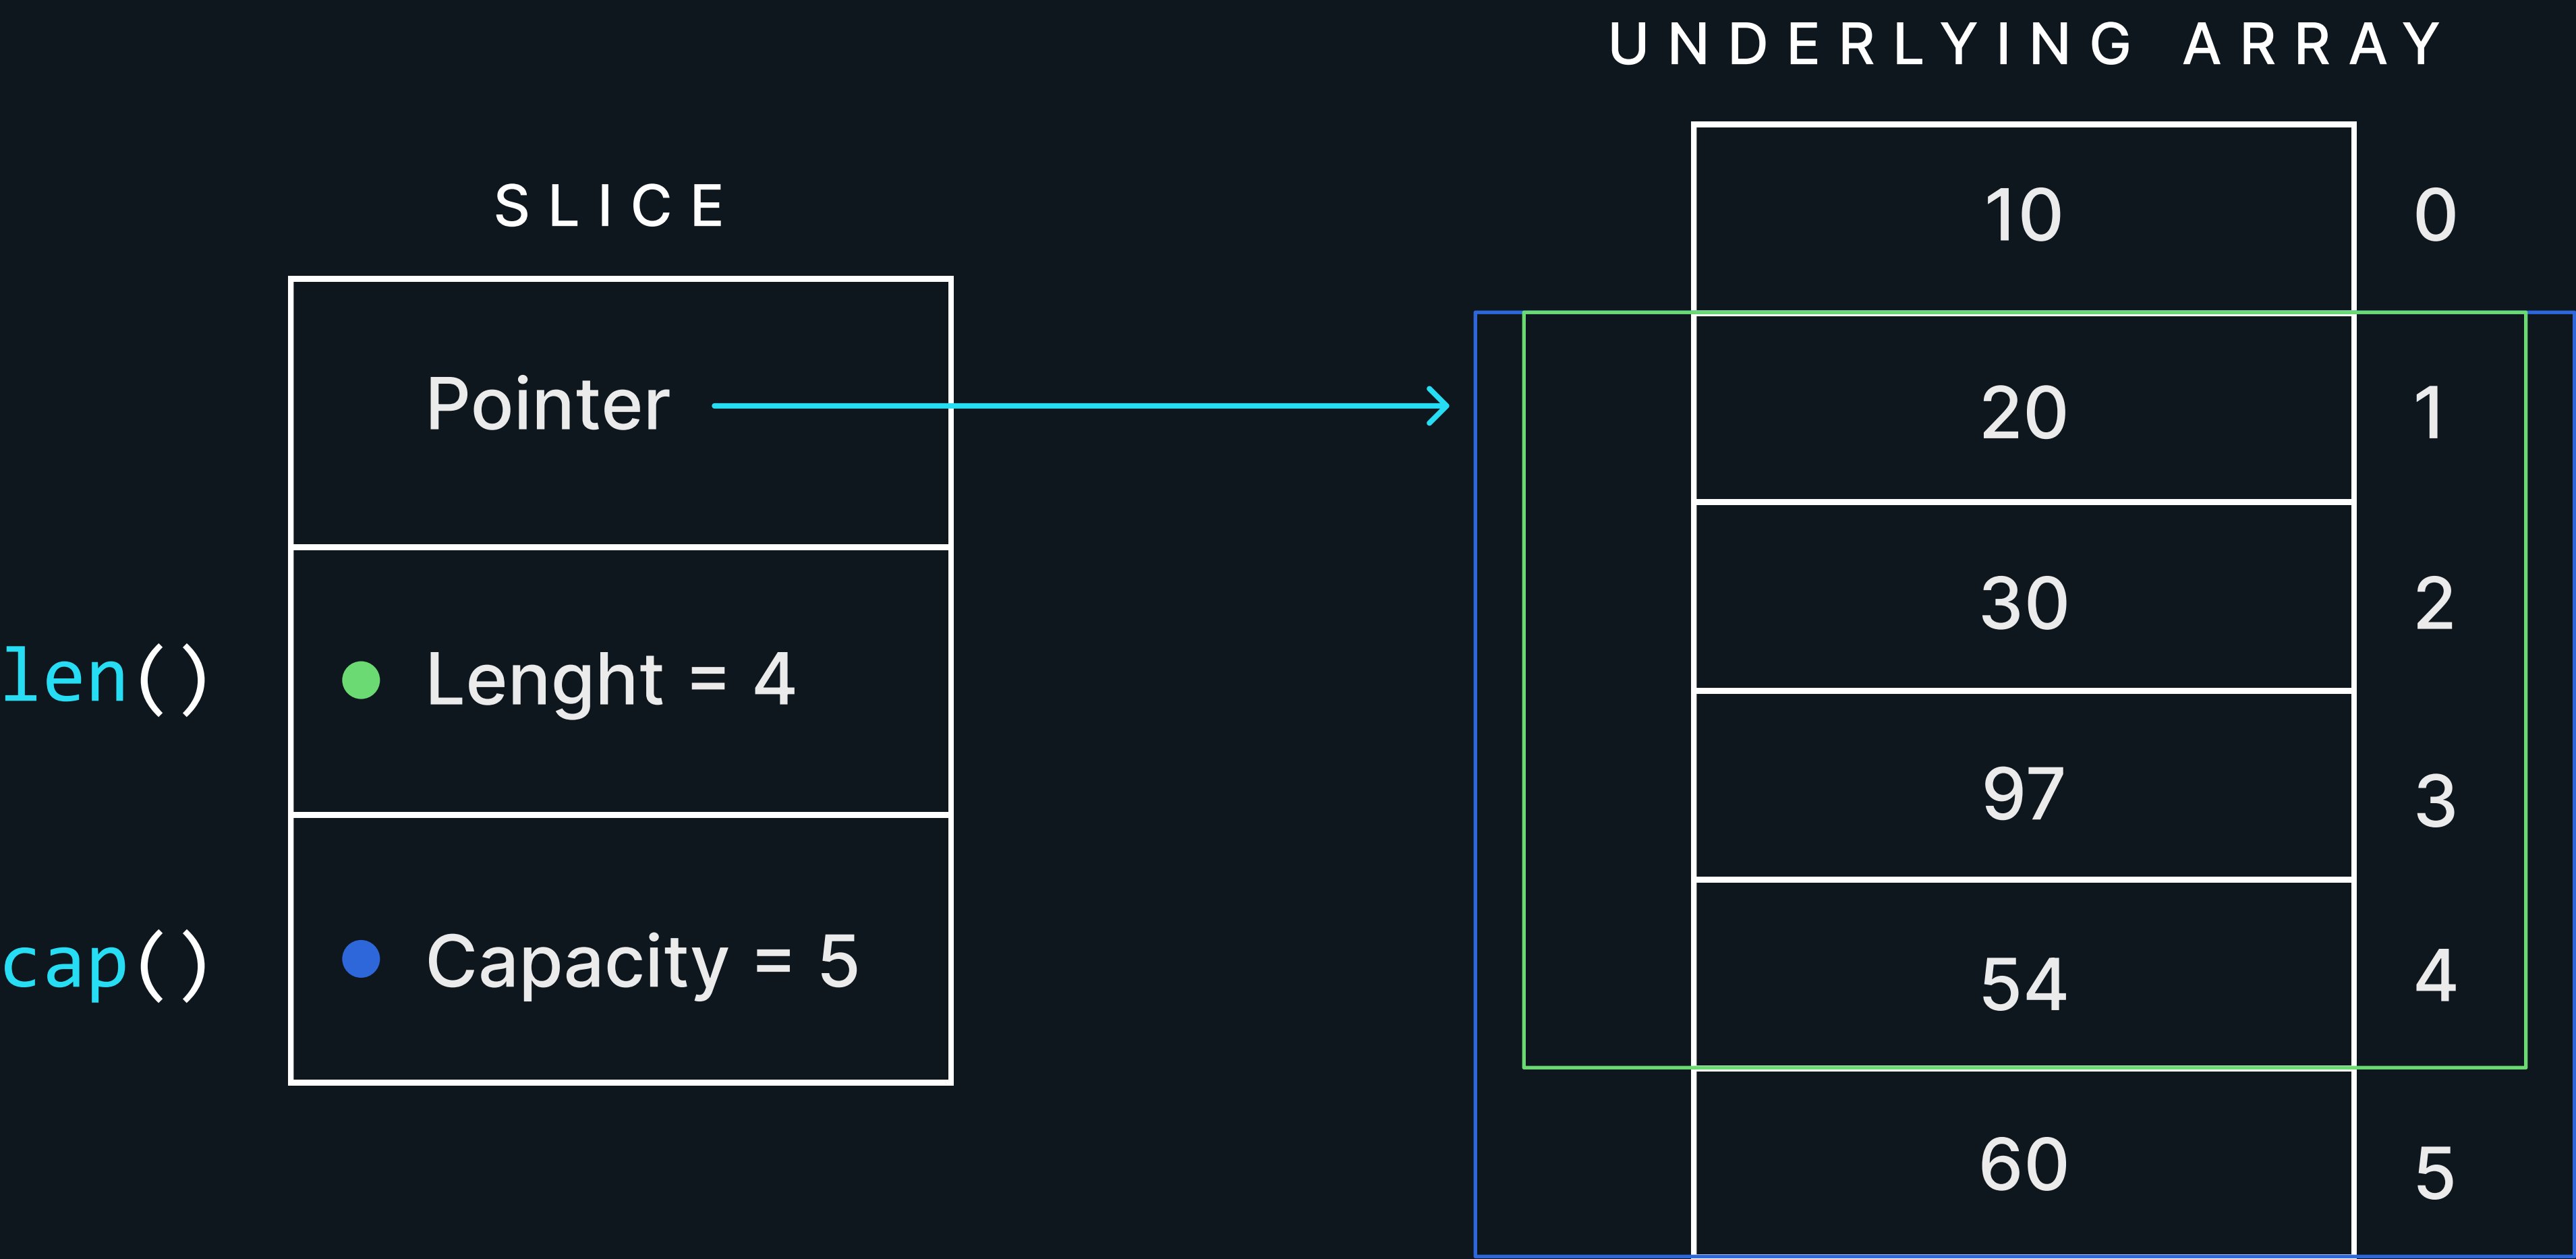 UNDERLYING ARRAY
SLICE
Pointer
len()
Lenght = 4
cap()
Capacity = 5
10 0
20 1
30 2
97 3
54 4
60 5